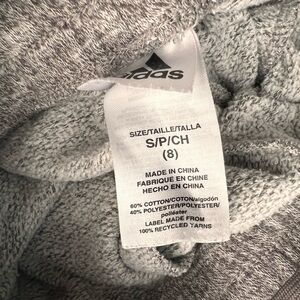 adidas
SIZE/TAILLE/TALLA
S/P/CH
(8)
MADE IN CHINA
FABRIQUE EN CHINE
HECHO EN CHINA
60% COTTON/COTON/algodón
40% POLYESTER/POLYESTER/
poliéster
LABEL MADE FROM
100% RECYCLED YARNS